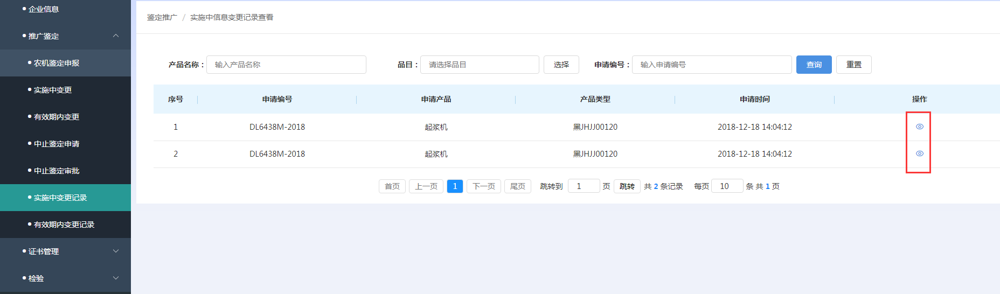 企业信息
推广鉴定
农机鉴定申报
实施中变更
有效期内变更
中止鉴定申请
中止鉴定审批
实施中变更记录
有效期内变更记录
证书管理
检验
鉴定推广 / 实施中信息变更记录查看
产品名称： 输入产品名称 品目： 请选择品目 选择 申请编号： 输入申请编号 查询 重置
序号 申请编号 申请产品 产品类型 申请时间 操作
1 DL6438M-2018 起浆机 黑JHJJ00120 2018-12-18 14:04:12
2 DL6438M-2018 起浆机 黑JHJJ00120 2018-12-18 14:04:12
首页 上一页 1 下一页 尾页 跳转到 1 页 跳转 共 2 条记录 每页 10 条 共 1 页